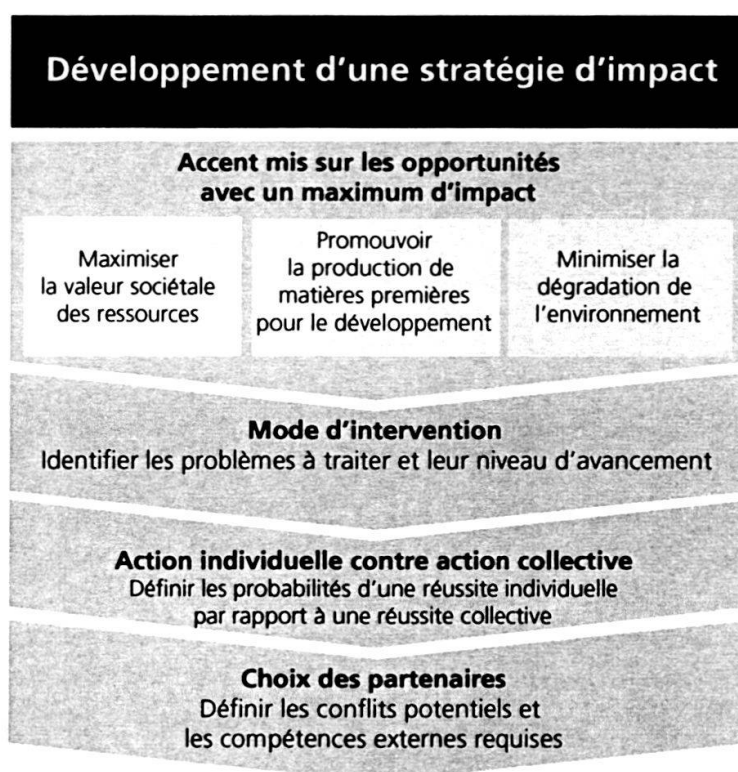 Développement d'une stratégie d'impact
Accent mis sur les opportunités
avec un maximum d'impact
Maximiser
la valeur sociétale
des ressources
Promouvoir
la production de
matières premières
pour le développement
Minimiser la
dégradation de
l'environnement
Mode d'intervention
Identifier les problèmes à traiter et leur niveau d'avancement
Action individuelle contre action collective
Définir les probabilités d'une réussite individuelle
par rapport à une réussite collective
Choix des partenaires
Définir les conflits potentiels et
les compétences externes requises